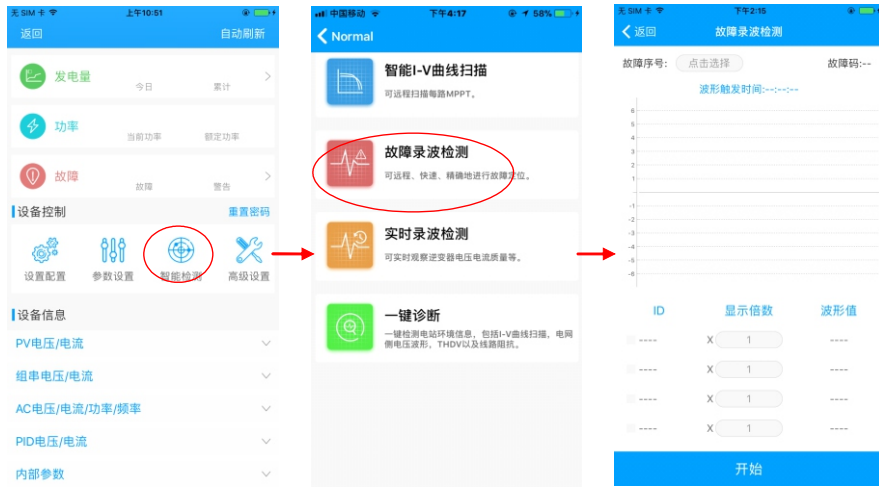 无 SIM 卡 上午10:51
返回 自动刷新
发电量 今日 累计
功率 当前功率 额定功率
故障 故障 警告
设备控制 重置密码
设置配置 参数设置 智能检测 高级设置
设备信息
PV电压/电流
组串电压/电流
AC电压/电流/功率/频率
PID电压/电流
内部参数
中国移动 下午4:17 58%
Normal
智能I-V曲线扫描
可远程扫描每路MPPT。
故障录波检测
可远程、快速、精确地进行故障定位。
实时录波检测
可实时观察逆变器电压电流质量等。
一键诊断
一键检测电站环境信息，包括I-V曲线扫描，电网
侧电压波形，THDV以及线路阻抗。
无 SIM 卡 下午2:15
返回 故障录波检测
故障序号: 点击选择 故障码:--
波形触发时间:--:--:--
6
5
4
3
2
1
-
-1
-2
-3
-4
-5
-6
ID 显示倍数 波形值
---- X 1 ----
---- X 1 ----
---- X 1 ----
---- X 1 ----
开始